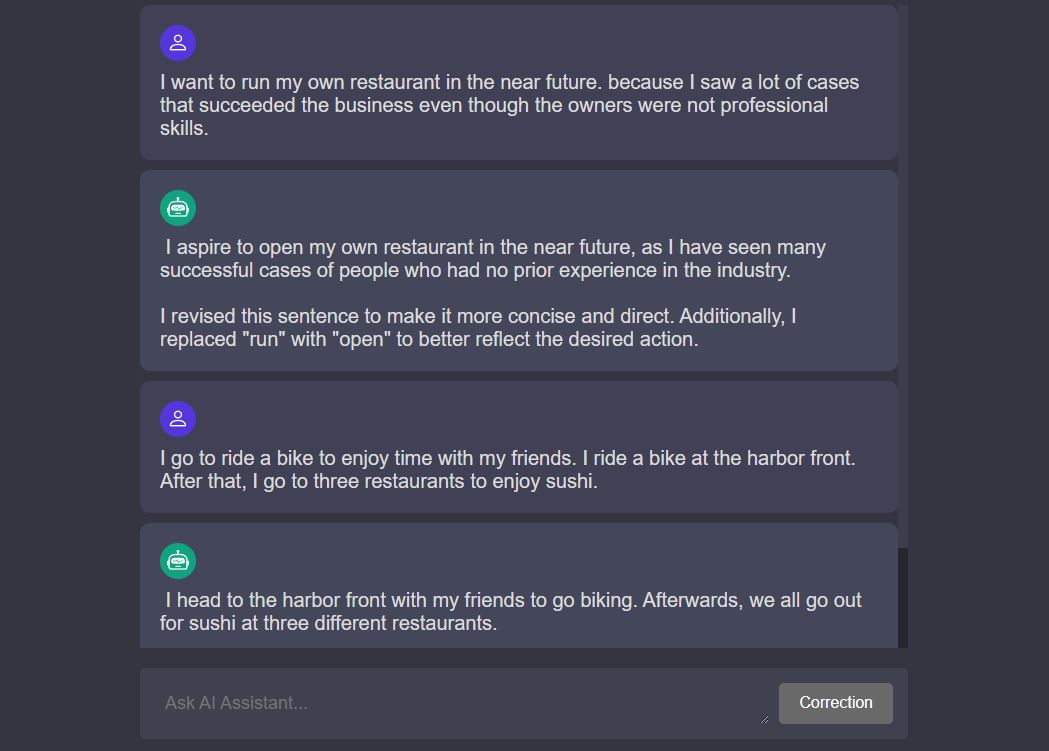 I want to run my own restaurant in the near future. because I saw a lot of cases
that succeeded the business even though the owners were not professional
skills.
I aspire to open my own restaurant in the near future, as I have seen many
successful cases of people who had no prior experience in the industry.
I revised this sentence to make it more concise and direct. Additionally, I
replaced "run" with "open" to better reflect the desired action.
I go to ride a bike to enjoy time with my friends. I ride a bike at the harbor front.
After that, I go to three restaurants to enjoy sushi.
I head to the harbor front with my friends to go biking. Afterwards, we all go out
for sushi at three different restaurants.
Ask AI Assistant...
Correction